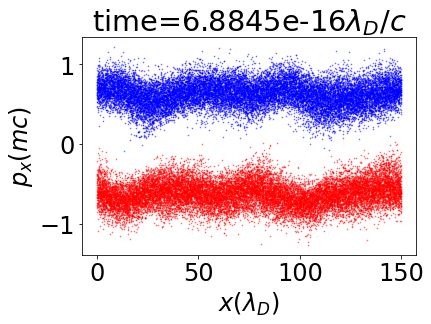 time=6.8845e-16λ_D/c
1
0
−1
p_x(mc)
0 50 100 150
x(λ_D)